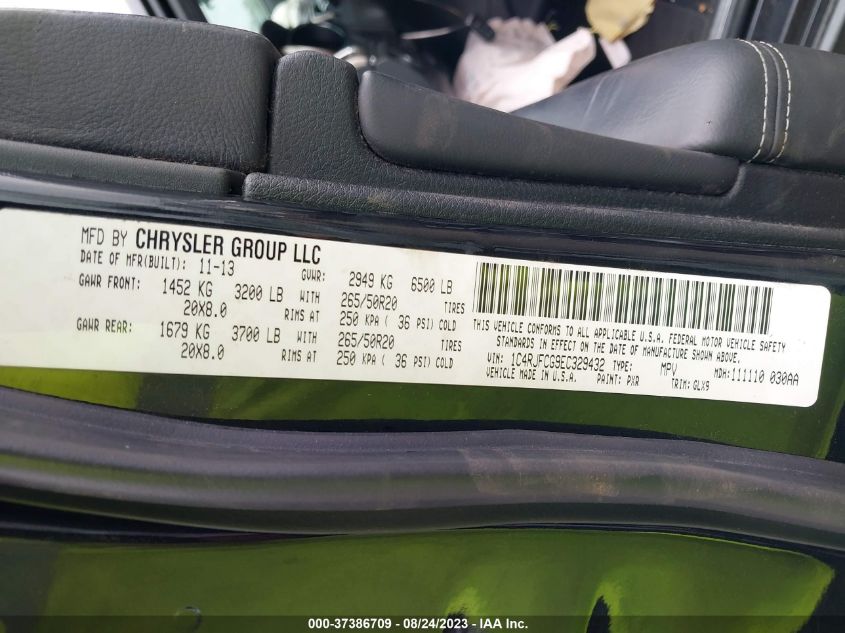 MFD BY CHRYSLER GROUP LLC
DATE OF MFR(BUILT): 11-13 GVWR: 2949 KG 6500 LB
GAWR FRONT: 1452 KG 3200 LB WITH 265/50R20 TIRES
20X8.0 RIMS AT 250 KPA ( 36 PSI) COLD
GAWR REAR: 1679 KG 3700 LB WITH 265/50R20 TIRES
20X8.0 RIMS AT 250 KPA ( 36 PSI) COLD
THIS VEHICLE CONFORMS TO ALL APPLICABLE U.S.A. FEDERAL MOTOR VEHICLE SAFETY
STANDARDS IN EFFECT ON THE DATE OF MANUFACTURE SHOWN ABOVE.
VIN: 1C4RJFCG9EC329432 TYPE: MPV MDH:111110 030AA
VEHICLE MADE IN U.S.A. PAINT: PXR TRIM: GLX9
000-37386709 - 08/24/2023 - IAA Inc.